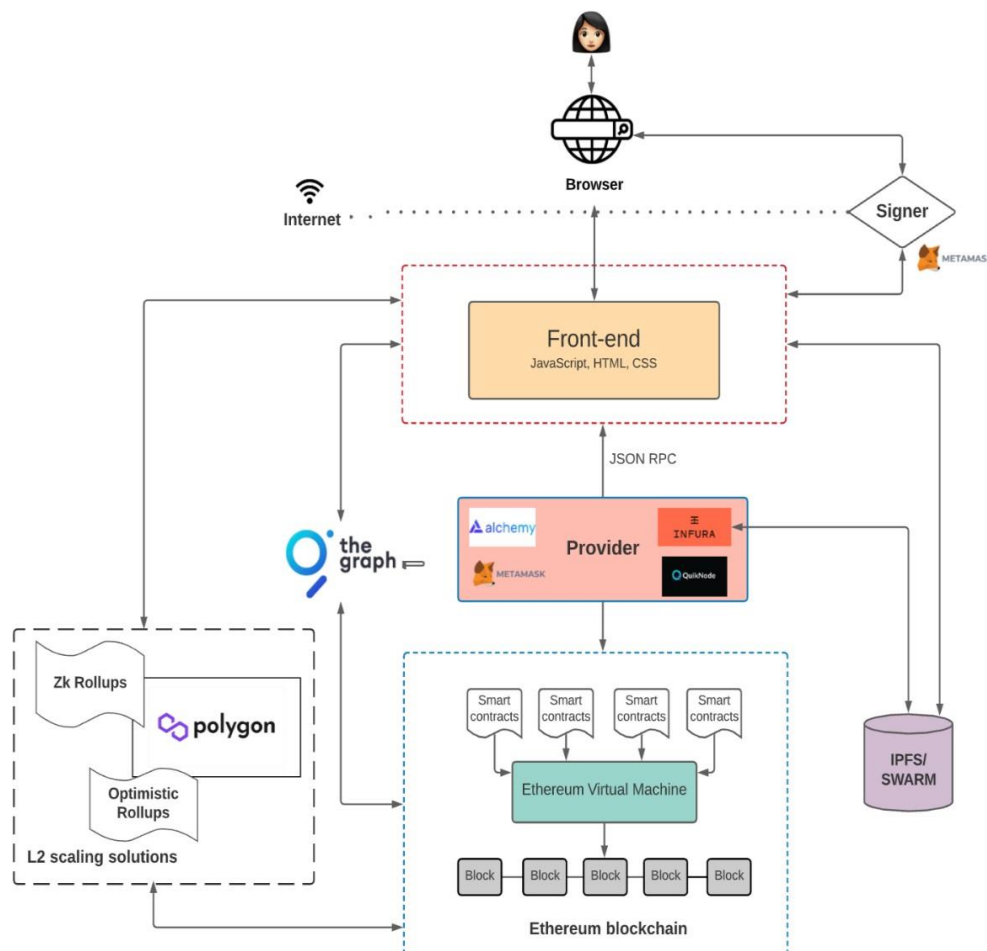 Browser
Internet
Signer
METAMAS
Front-end
JavaScript, HTML, CSS
JSON RPC
alchemy
INFURA
Provider
METAMASK
QuikNode
the
graph
Zk Rollups
polygon
Optimistic
Rollups
L2 scaling solutions
Smart
contracts
Smart
contracts
Smart
contracts
Smart
contracts
Ethereum Virtual Machine
Block
Block
Block
Block
Block
Ethereum blockchain
IPFS/
SWARM